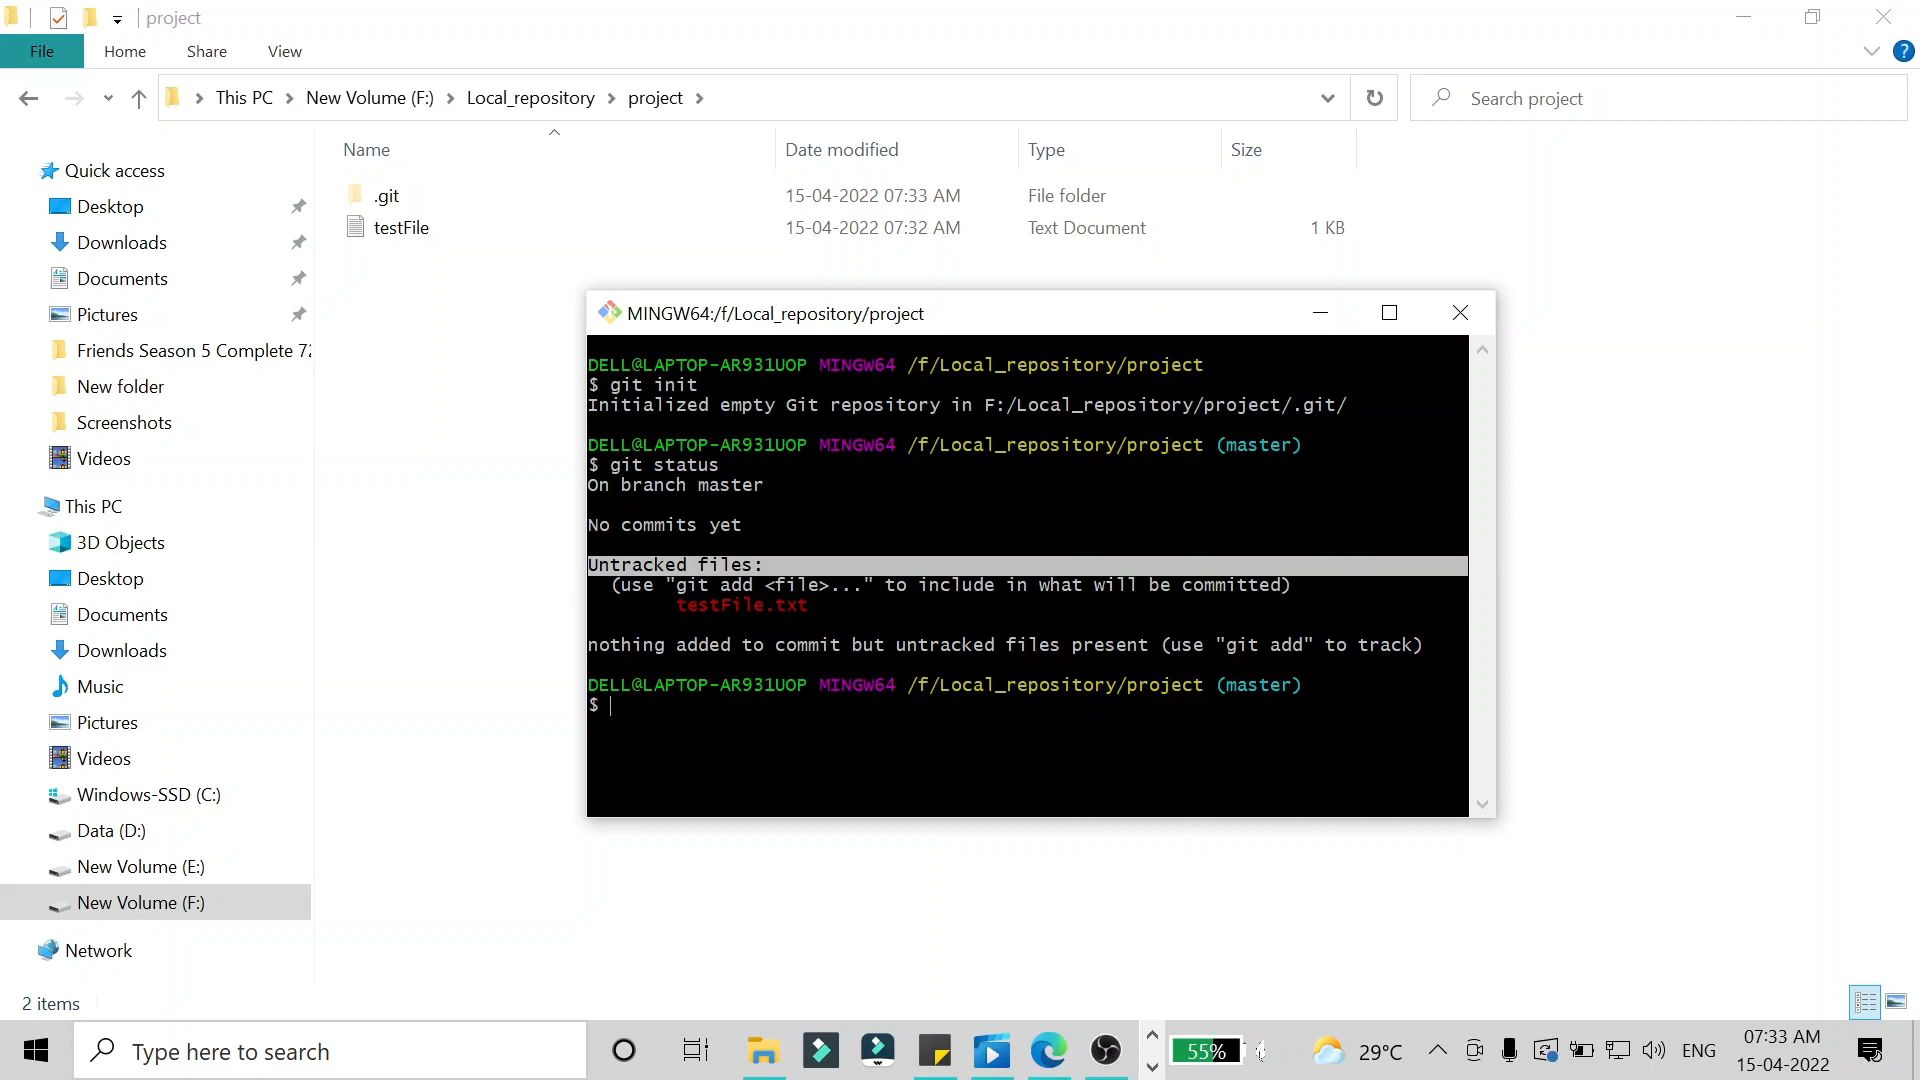 project
File Home Share View
This PC New Volume (F:) Local_repository project
Search project
Name Date modified Type Size
.git 15-04-2022 07:33 AM File folder
testFile 15-04-2022 07:32 AM Text Document 1 KB
Quick access
Desktop
Downloads
Documents
Pictures
Friends Season 5 Complete 72
New folder
Screenshots
Videos
This PC
3D Objects
Desktop
Documents
Downloads
Music
Pictures
Videos
Windows-SSD (C:)
Data (D:)
New Volume (E:)
New Volume (F:)
Network
2 items
MINGW64:/f/Local_repository/project
DELL@LAPTOP-AR931UOP MINGW64 /f/Local_repository/project
$ git init
Initialized empty Git repository in F:/Local_repository/project/.git/
DELL@LAPTOP-AR931UOP MINGW64 /f/Local_repository/project (master)
$ git status
On branch master
No commits yet
Untracked files:
(use "git add <file>..." to include in what will be committed)
testFile.txt
nothing added to commit but untracked files present (use "git add" to track)
DELL@LAPTOP-AR931UOP MINGW64 /f/Local_repository/project (master)
$
Type here to search
55%
29°C
ENG
07:33 AM
15-04-2022